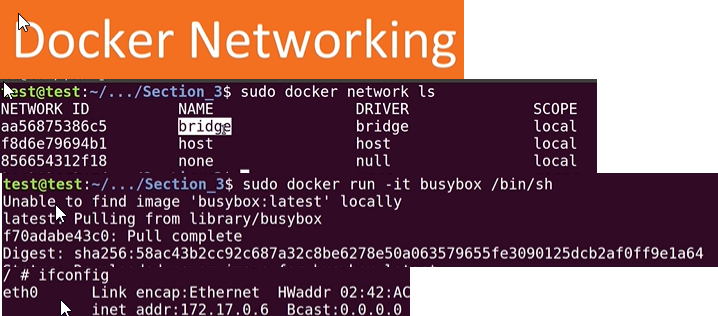 Docker Networking
test@test:~/.../Section_3$ sudo docker network ls
NETWORK ID NAME DRIVER SCOPE
aa56875386c5 bridge bridge local
f8d6e79694b1 host host local
856654312f18 none null local
test@test:~/.../Section_3$ sudo docker run -it busybox /bin/sh
Unable to find image 'busybox:latest' locally
latest: Pulling from library/busybox
f70adabe43c0: Pull complete
Digest: sha256:58ac43b2cc92c687a32c8be6278e50a063579655fe3090125dcb2af0ff9e1a64
/ # ifconfig
eth0 Link encap:Ethernet HWaddr 02:42:AC
inet addr:172.17.0.6 Bcast:0.0.0.0